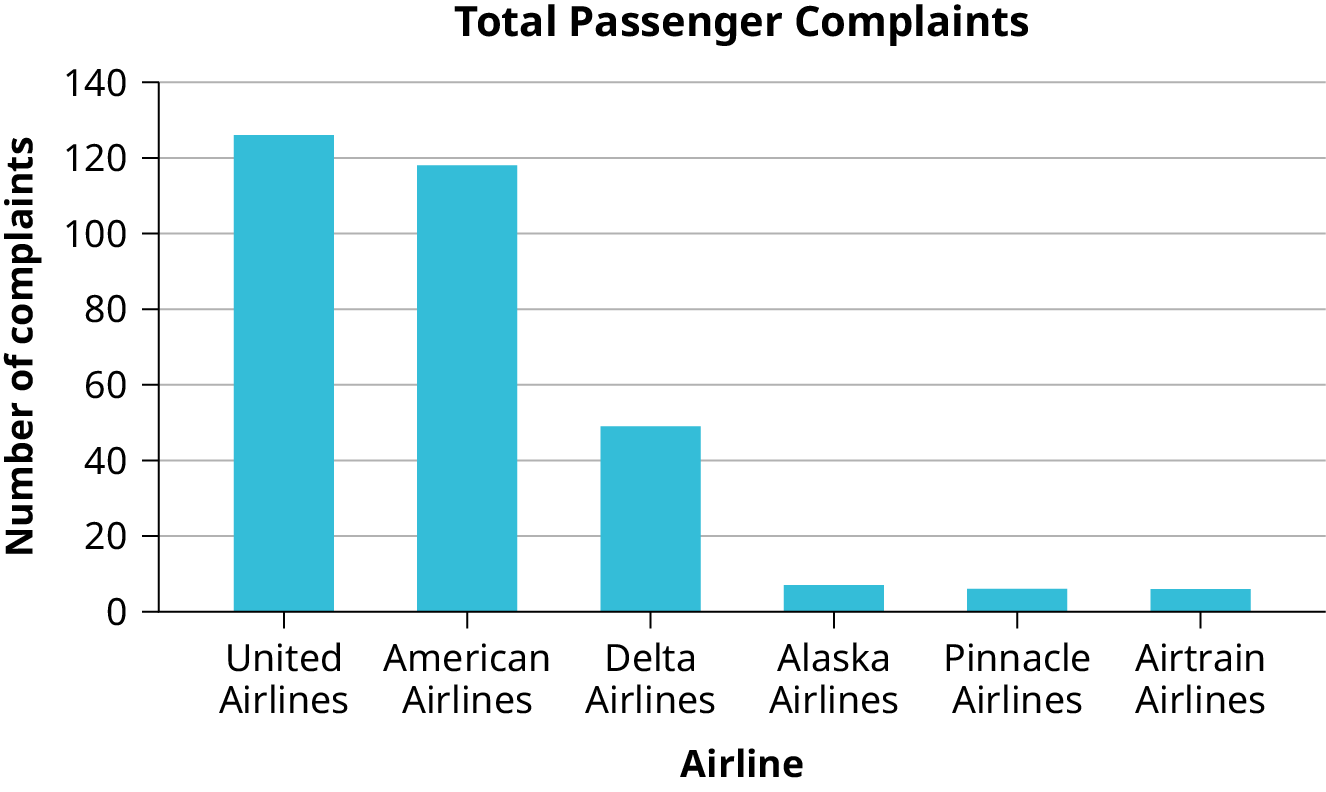 Total Passenger Complaints
Number of complaints
140
120
100
80
60
40
20
0
United
Airlines
American
Airlines
Delta
Airlines
Alaska
Airlines
Pinnacle
Airlines
Airtrain
Airlines
Airline